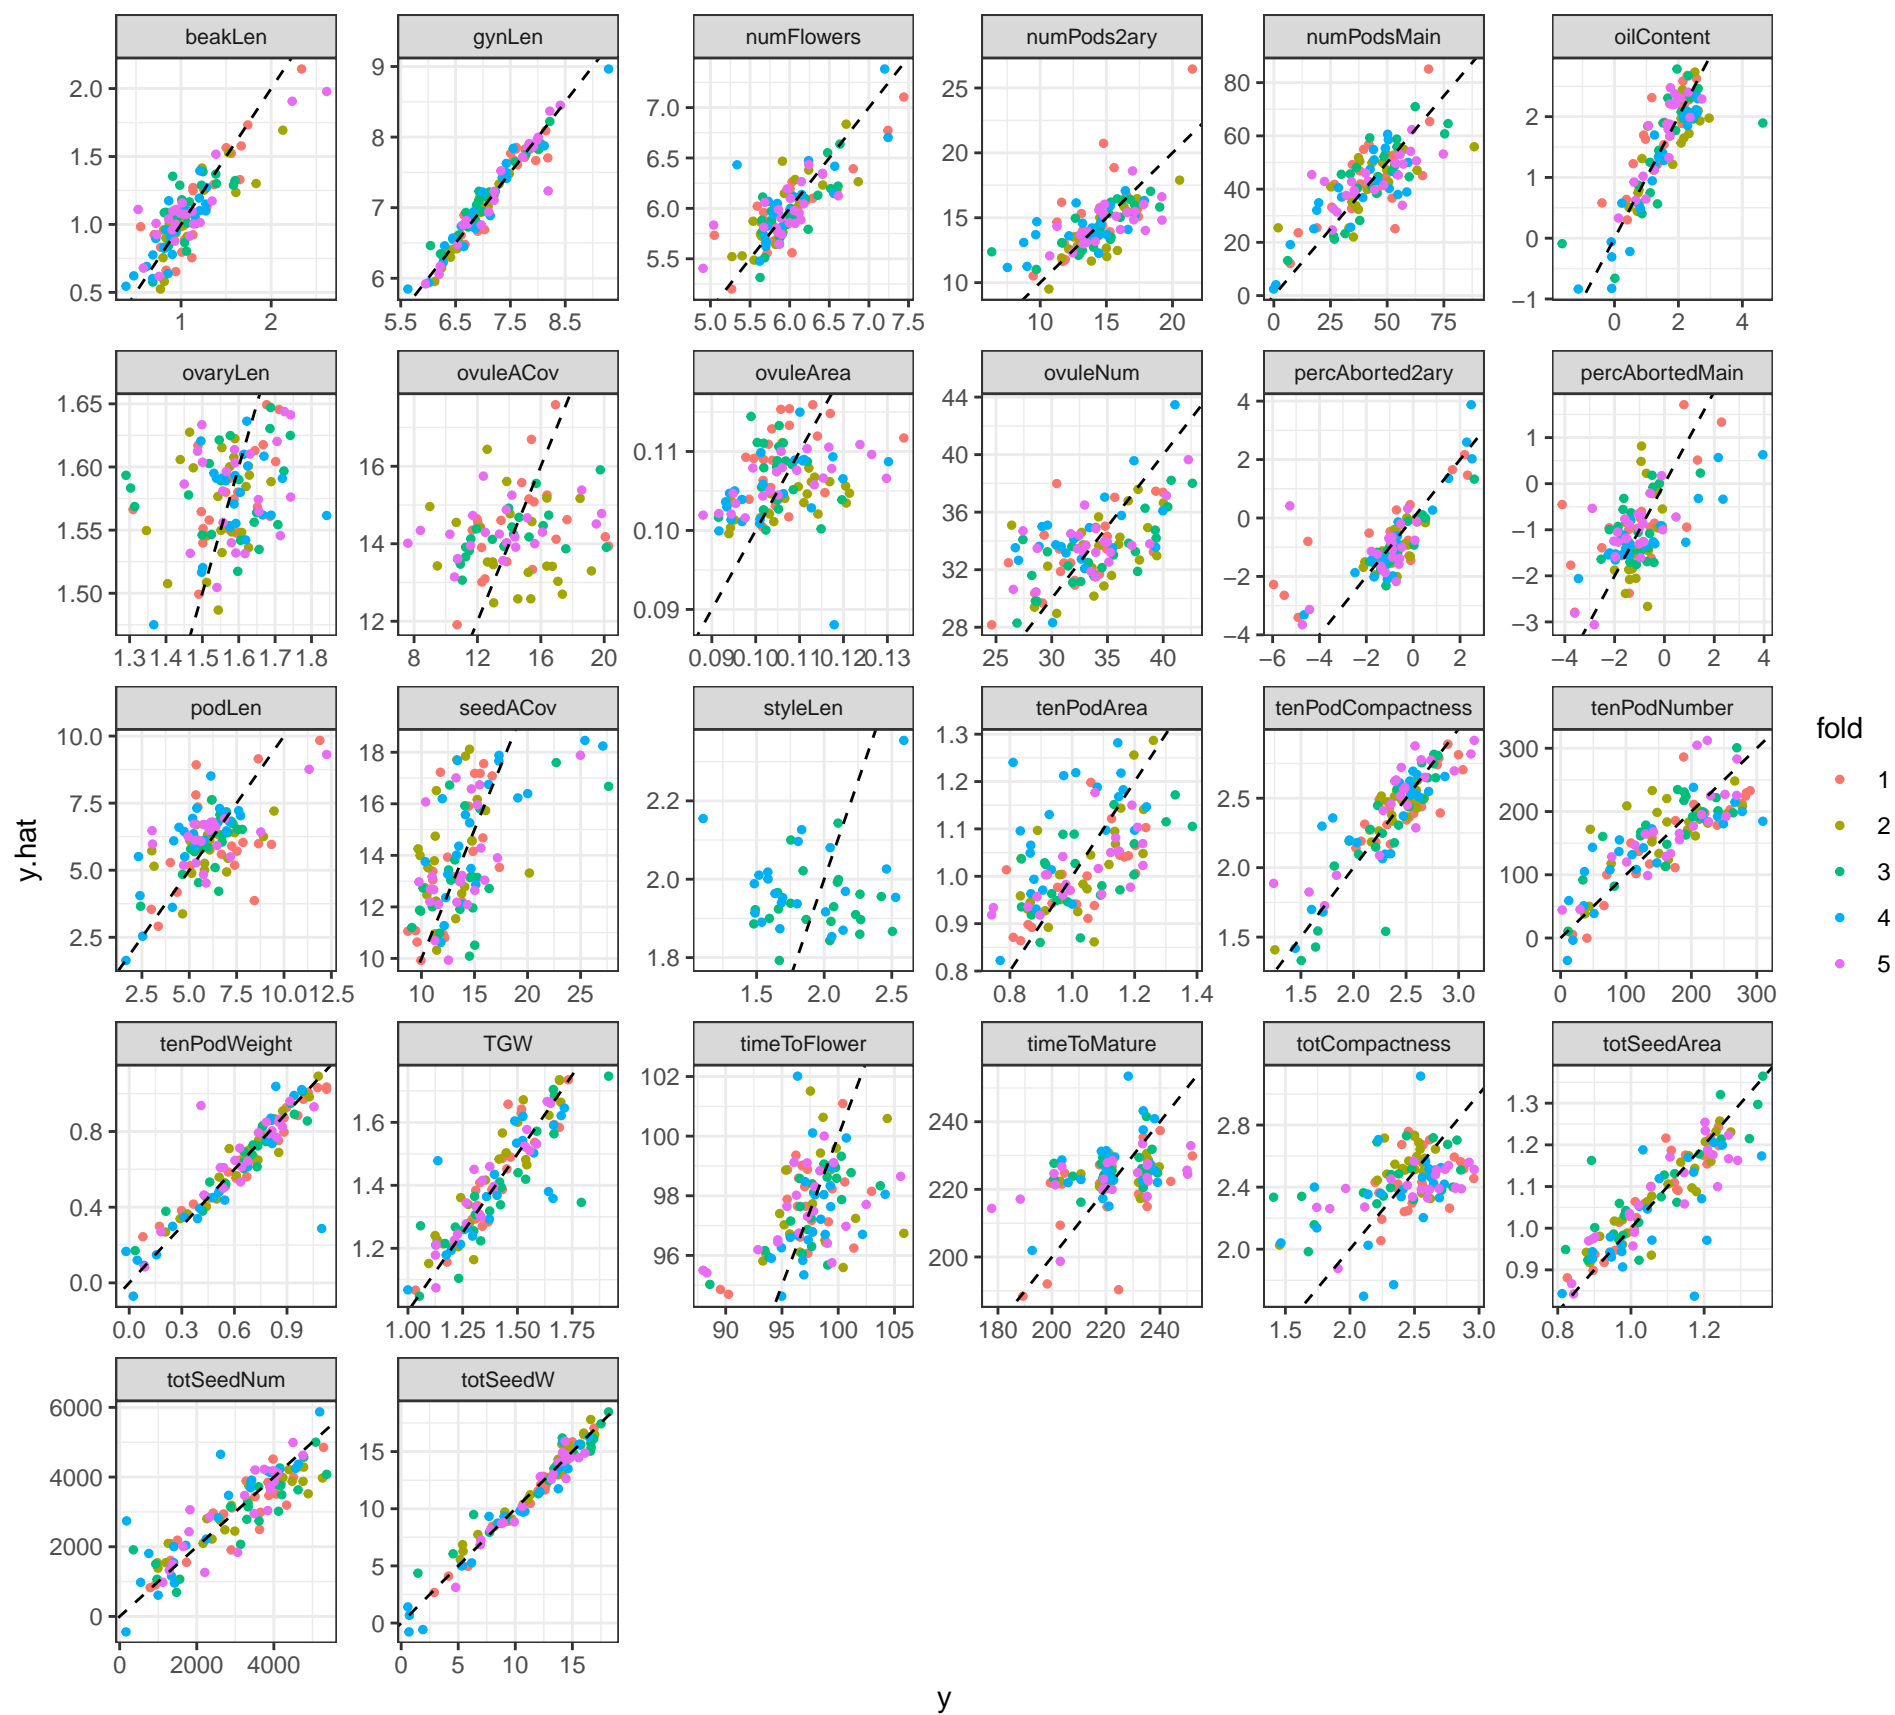 beakLen gynLen numFlowers numPods2ary numPodsMain oilContent
2.0 1.5 1.0 0.5 9 8 7 6 7.0 6.5 6.0 5.5 25 20 15 10 80 60 40 20 0 2 1 0 −1
1 2 5.5 6.5 7.5 8.5 5.0 5.5 6.0 6.5 7.0 7.5 10 15 20 0 25 50 75 0 2 4
ovaryLen ovuleACov ovuleArea ovuleNum percAborted2ary percAbortedMain
1.65 1.60 1.55 1.50 16 14 12 0.11 0.10 0.09 44 40 36 32 28 4 2 0 −2 −4 1 0 −1 −2 −3
1.3 1.4 1.5 1.6 1.7 1.8 8 12 16 20 0.09 0.10 0.11 0.12 0.13 25 30 35 40 −6 −4 −2 0 2 −4 −2 0 2 4
podLen seedACov styleLen tenPodArea tenPodCompactness tenPodNumber
10.0 7.5 5.0 2.5 18 16 14 12 10 2.2 2.0 1.8 1.3 1.2 1.1 1.0 0.9 0.8 2.5 2.0 1.5 300 200 100 0
2.5 5.0 7.5 10.0 12.5 10 15 20 25 1.5 2.0 2.5 0.8 1.0 1.2 1.4 1.5 2.0 2.5 3.0 0 100 200 300
tenPodWeight TGW timeToFlower timeToMature totCompactness totSeedArea
0.8 0.4 0.0 1.6 1.4 1.2 102 100 98 96 240 220 200 2.8 2.4 2.0 1.3 1.2 1.1 1.0 0.9
0.0 0.3 0.6 0.9 1.00 1.25 1.50 1.75 90 95 100 105 180 200 220 240 1.5 2.0 2.5 3.0 0.8 1.0 1.2
totSeedNum totSeedW
6000 4000 2000 0 15 10 5 0
0 2000 4000 0 5 10 15
y
y.hat
fold
1
2
3
4
5